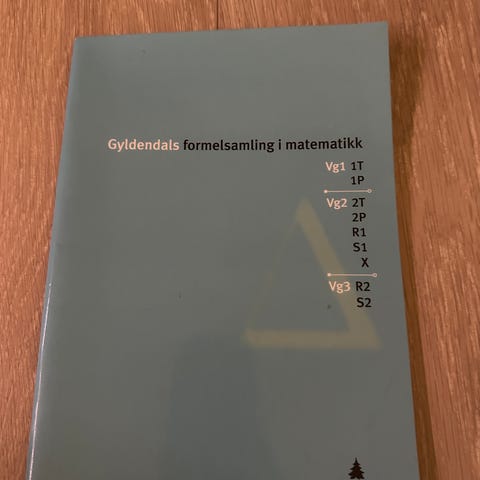 Gyldendals formelsamling i matematikk
Vg1 1T
1P
Vg2 2T
2P
R1
S1
X
Vg3 R2
S2